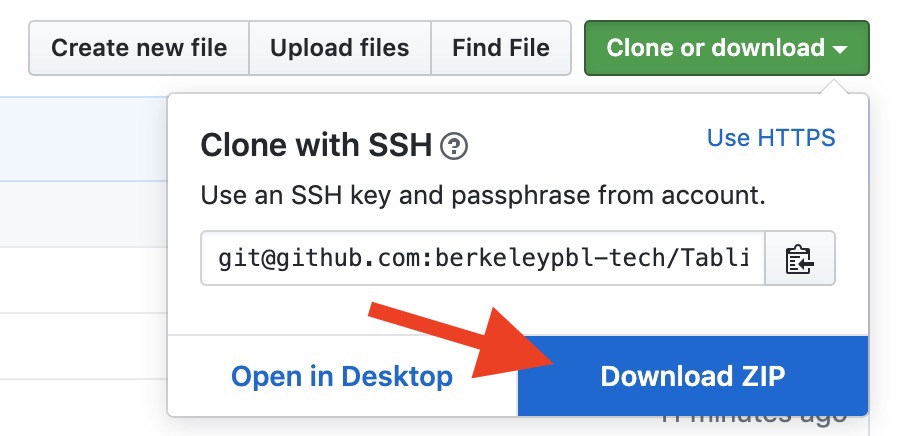 Create new file
Upload files
Find File
Clone or download
Clone with SSH
Use HTTPS
Use an SSH key and passphrase from account.
git@github.com:berkeleypbl-tech/Tabli
Open in Desktop
Download ZIP
minutes ago